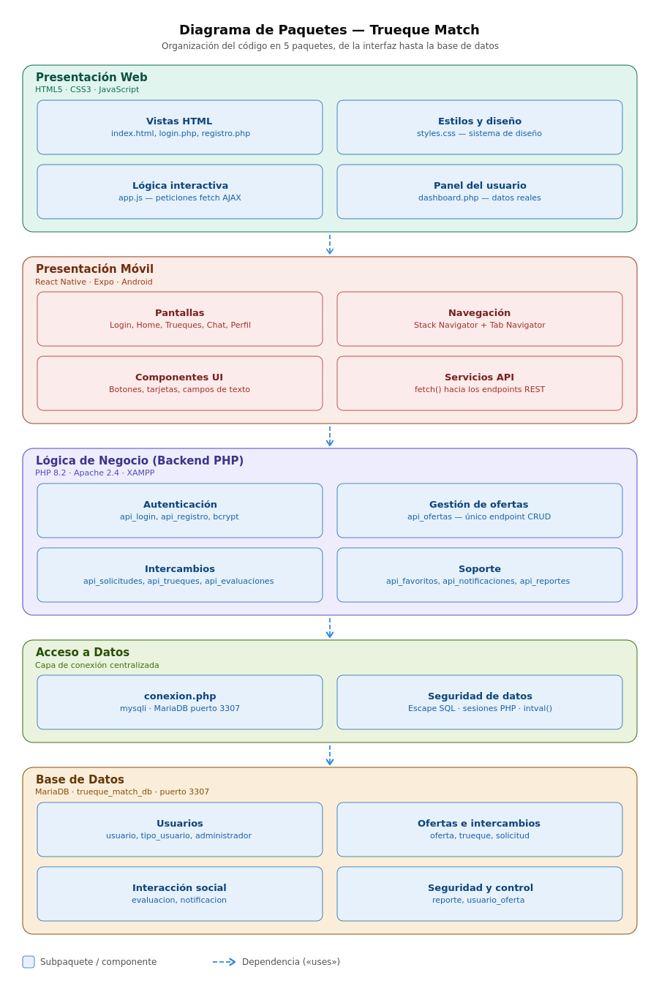 Diagrama de Paquetes — Trueque Match
Organización del código en 5 paquetes, de la interfaz hasta la base de datos
Presentación Web
HTML5 · CSS3 · JavaScript
Vistas HTML
index.html, login.php, registro.php
Estilos y diseño
styles.css — sistema de diseño
Lógica interactiva
app.js — peticiones fetch AJAX
Panel del usuario
dashboard.php — datos reales
Presentación Móvil
React Native · Expo · Android
Pantallas
Login, Home, Trueques, Chat, Perfil
Navegación
Stack Navigator + Tab Navigator
Componentes UI
Botones, tarjetas, campos de texto
Servicios API
fetch() hacia los endpoints REST
Lógica de Negocio (Backend PHP)
PHP 8.2 · Apache 2.4 · XAMPP
Autenticación
api_login, api_registro, bcrypt
Gestión de ofertas
api_ofertas — único endpoint CRUD
Intercambios
api_solicitudes, api_trueques, api_evaluaciones
Soporte
api_favoritos, api_notificaciones, api_reportes
Acceso a Datos
Capa de conexión centralizada
conexion.php
mysqli · MariaDB puerto 3307
Seguridad de datos
Escape SQL · sesiones PHP · intval()
Base de Datos
MariaDB · trueque_match_db · puerto 3307
Usuarios
usuario, tipo_usuario, administrador
Ofertas e intercambios
oferta, trueque, solicitud
Interacción social
evaluacion, notificacion
Seguridad y control
reporte, usuario_oferta
Subpaquete / componente
Dependencia («uses»)